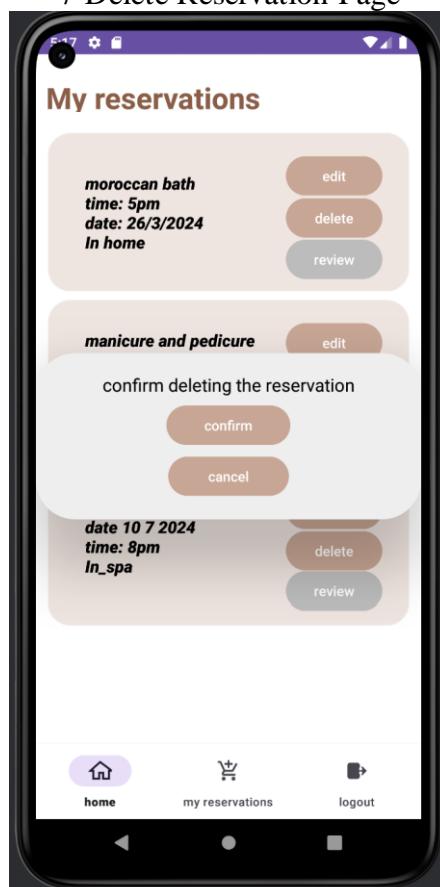 7 Delete Reservation Page
5:17
My reservations
moroccan bath
time: 5pm
date: 26/3/2024
In home
edit
delete
review
manicure and pedicure
edit
confirm deleting the reservation
confirm
cancel
date 10 7 2024
time: 8pm
In_spa
delete
review
home
my reservations
logout